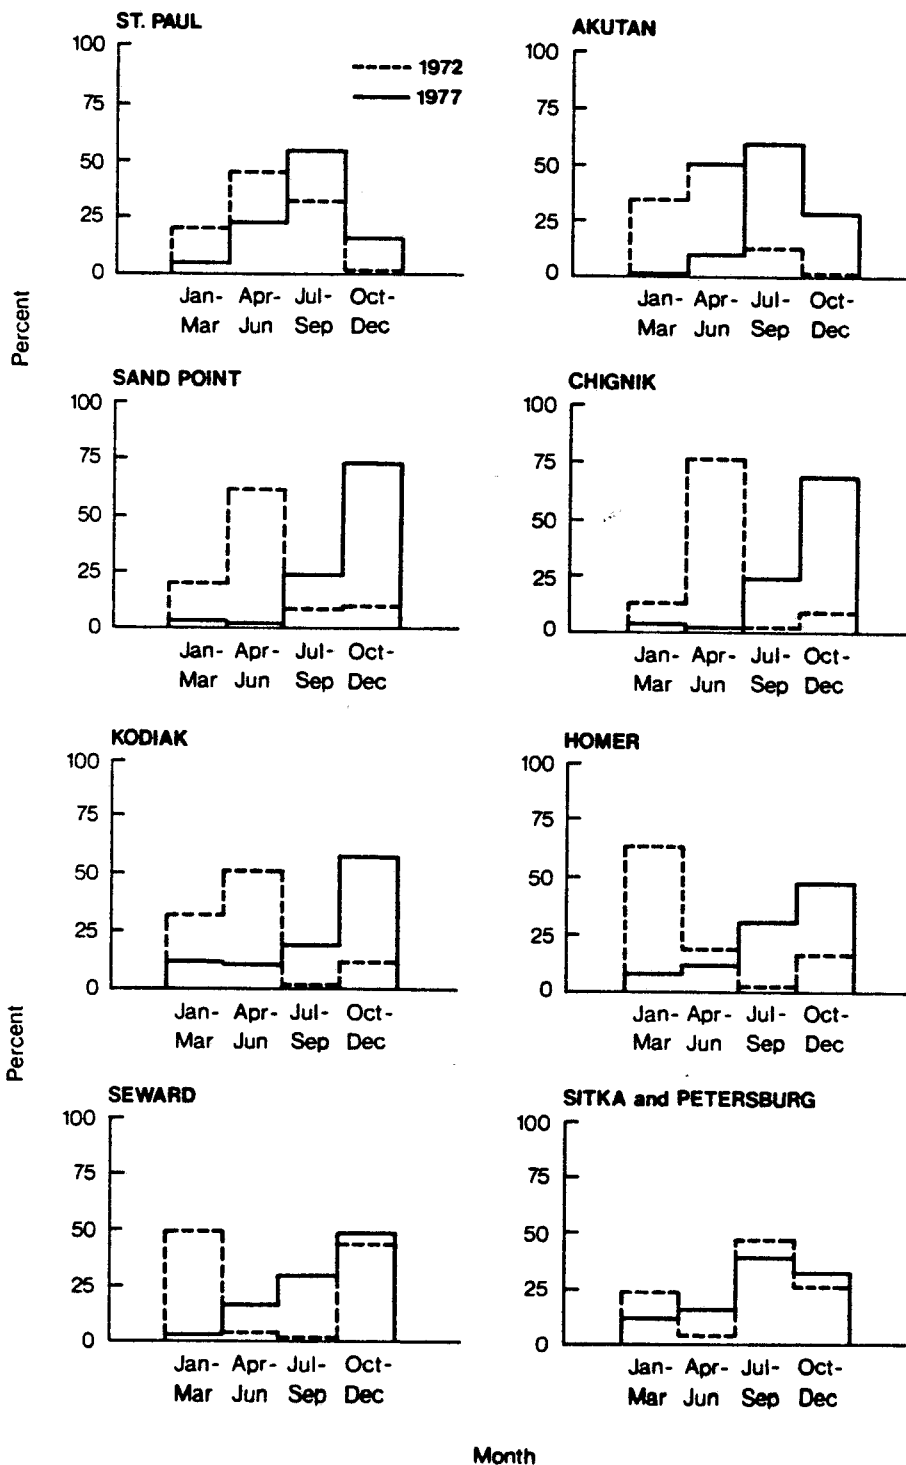 ST. PAUL
100
75
50
25
0
1972
1977
Jan- Apr- Jul- Oct-
Mar Jun Sep Dec
AKUTAN
100
75
50
25
0
Jan- Apr- Jul- Oct-
Mar Jun Sep Dec
Percent
SAND POINT
100
75
50
25
0
Jan- Apr- Jul- Oct-
Mar Jun Sep Dec
CHIGNIK
100
75
50
25
0
Jan- Apr- Jul- Oct-
Mar Jun Sep Dec
KODIAK
100
75
50
25
0
Jan- Apr- Jul- Oct-
Mar Jun Sep Dec
HOMER
100
75
50
25
0
Jan- Apr- Jul- Oct-
Mar Jun Sep Dec
Percent
SEWARD
100
75
50
25
0
Jan- Apr- Jul- Oct-
Mar Jun Sep Dec
SITKA and PETERSBURG
100
75
50
25
0
Jan- Apr- Jul- Oct-
Mar Jun Sep Dec
Month